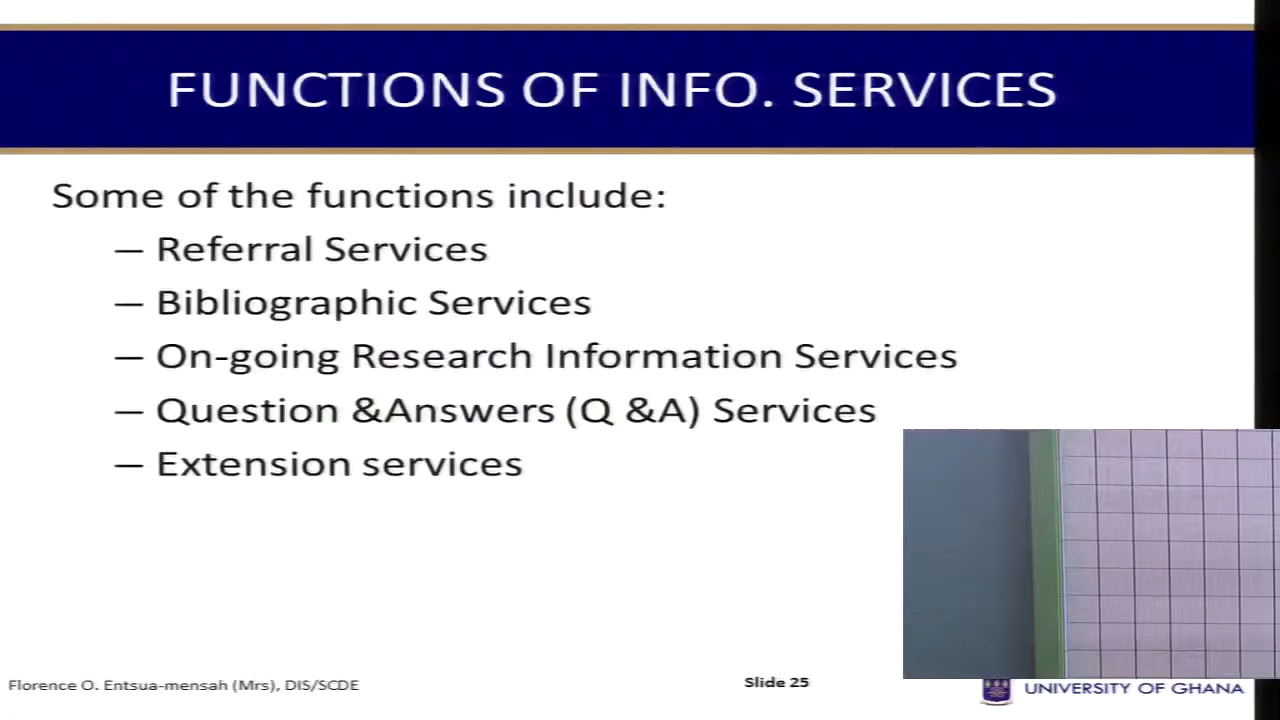 FUNCTIONS OF INFO. SERVICES
Some of the functions include:
– Referral Services
– Bibliographic Services
– On-going Research Information Services
– Question &Answers (Q &A) Services
– Extension services
Florence O. Entsua-mensah (Mrs), DIS/SCDE
Slide 25
UNIVERSITY OF GHANA